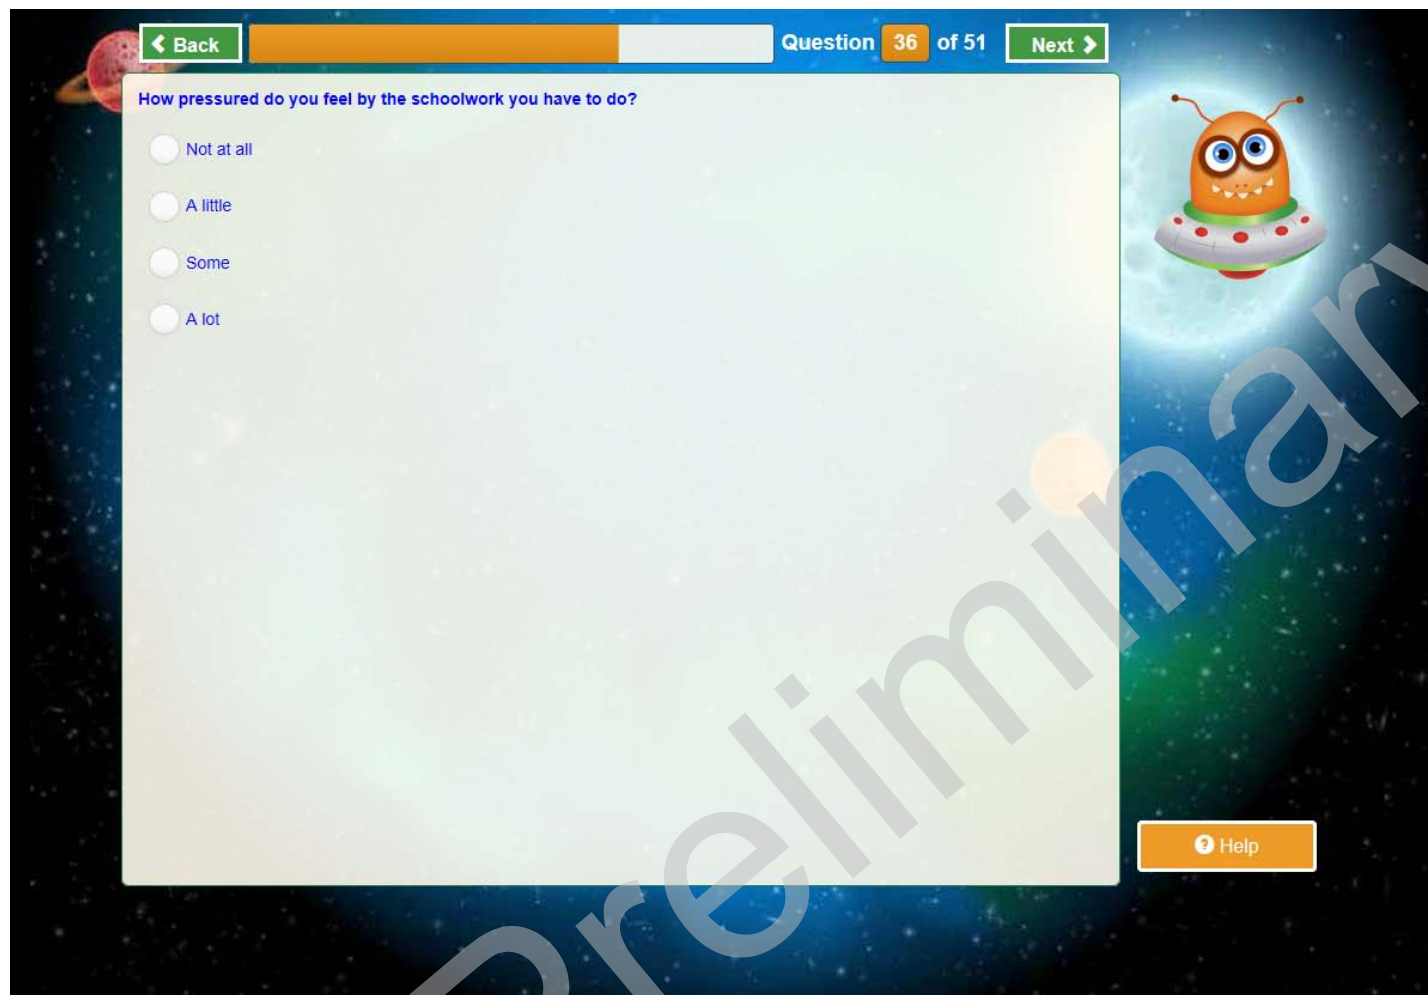 Back
Question 36 of 51
Next
How pressured do you feel by the schoolwork you have to do?
Not at all
A little
Some
A lot
? Help
Preliminary